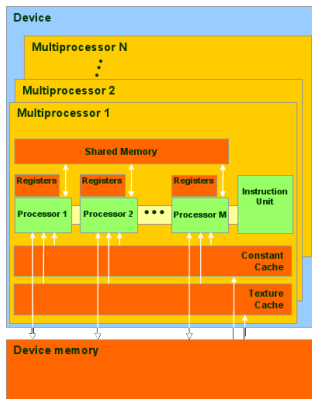 Device
Multiprocessor N
Multiprocessor 2
Multiprocessor 1
Shared Memory
Registers Registers Registers
Processor 1 Processor 2 Processor M
Instruction
Unit
Constant
Cache
Texture
Cache
Device memory